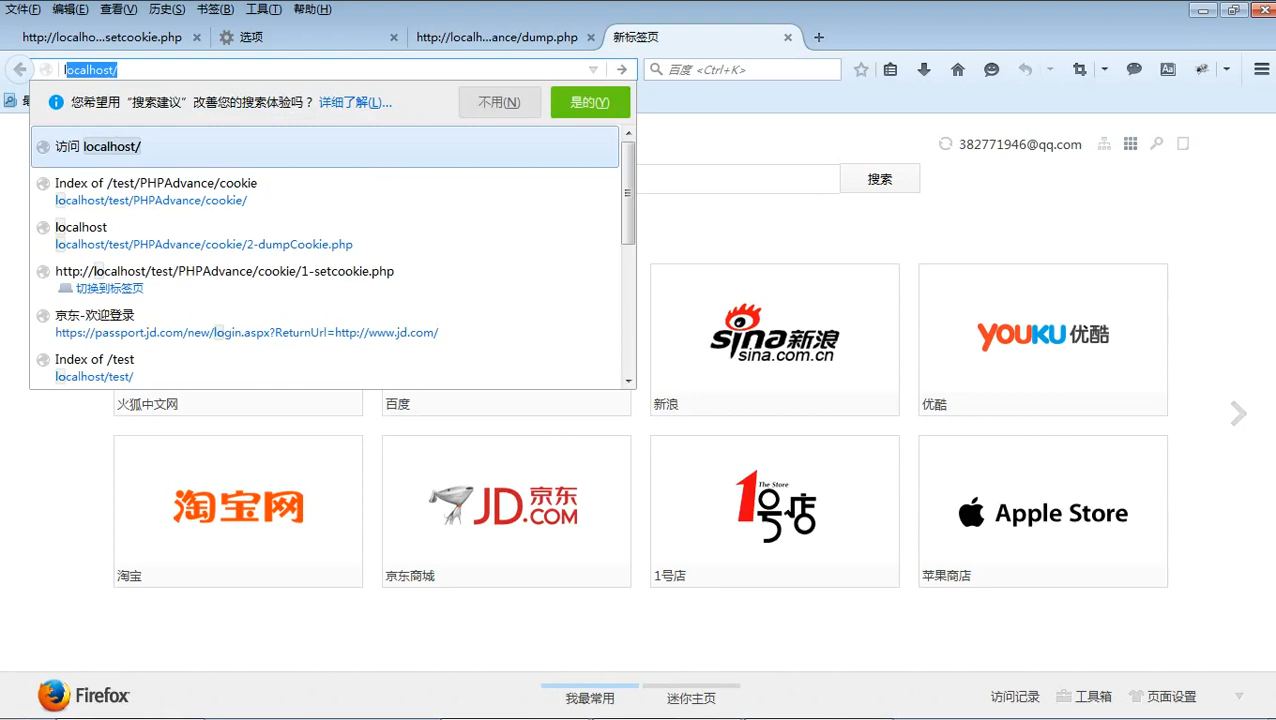 文件(F) 编辑(E) 查看(V) 历史(S) 书签(B) 工具(T) 帮助(H)
http://localho...setcookie.php × 选项 × http://localh...ance/dump.php × 新标签页 × +
localhost/
百度 <Ctrl+K>
您希望用“搜索建议”改善您的搜索体验吗？ 详细了解(L)... 不用(N) 是的(Y)
访问 localhost/
382771946@qq.com
搜索
Index of /test/PHPAdvance/cookie
localhost/test/PHPAdvance/cookie/
localhost
localhost/test/PHPAdvance/cookie/2-dumpCookie.php
http://localhost/test/PHPAdvance/cookie/1-setcookie.php
切换到标签页
京东-欢迎登录
https://passport.jd.com/new/login.aspx?ReturnUrl=http://www.jd.com/
Index of /test
localhost/test/
sina新浪
sina.com.cn
YOUKU 优酷
火狐中文网 百度 新浪 优酷
淘宝网
JD京东
.COM
The Store
1号店
Apple Store
淘宝 京东商城 1号店 苹果商店
Firefox 我最常用 迷你主页 访问记录 工具箱 页面设置